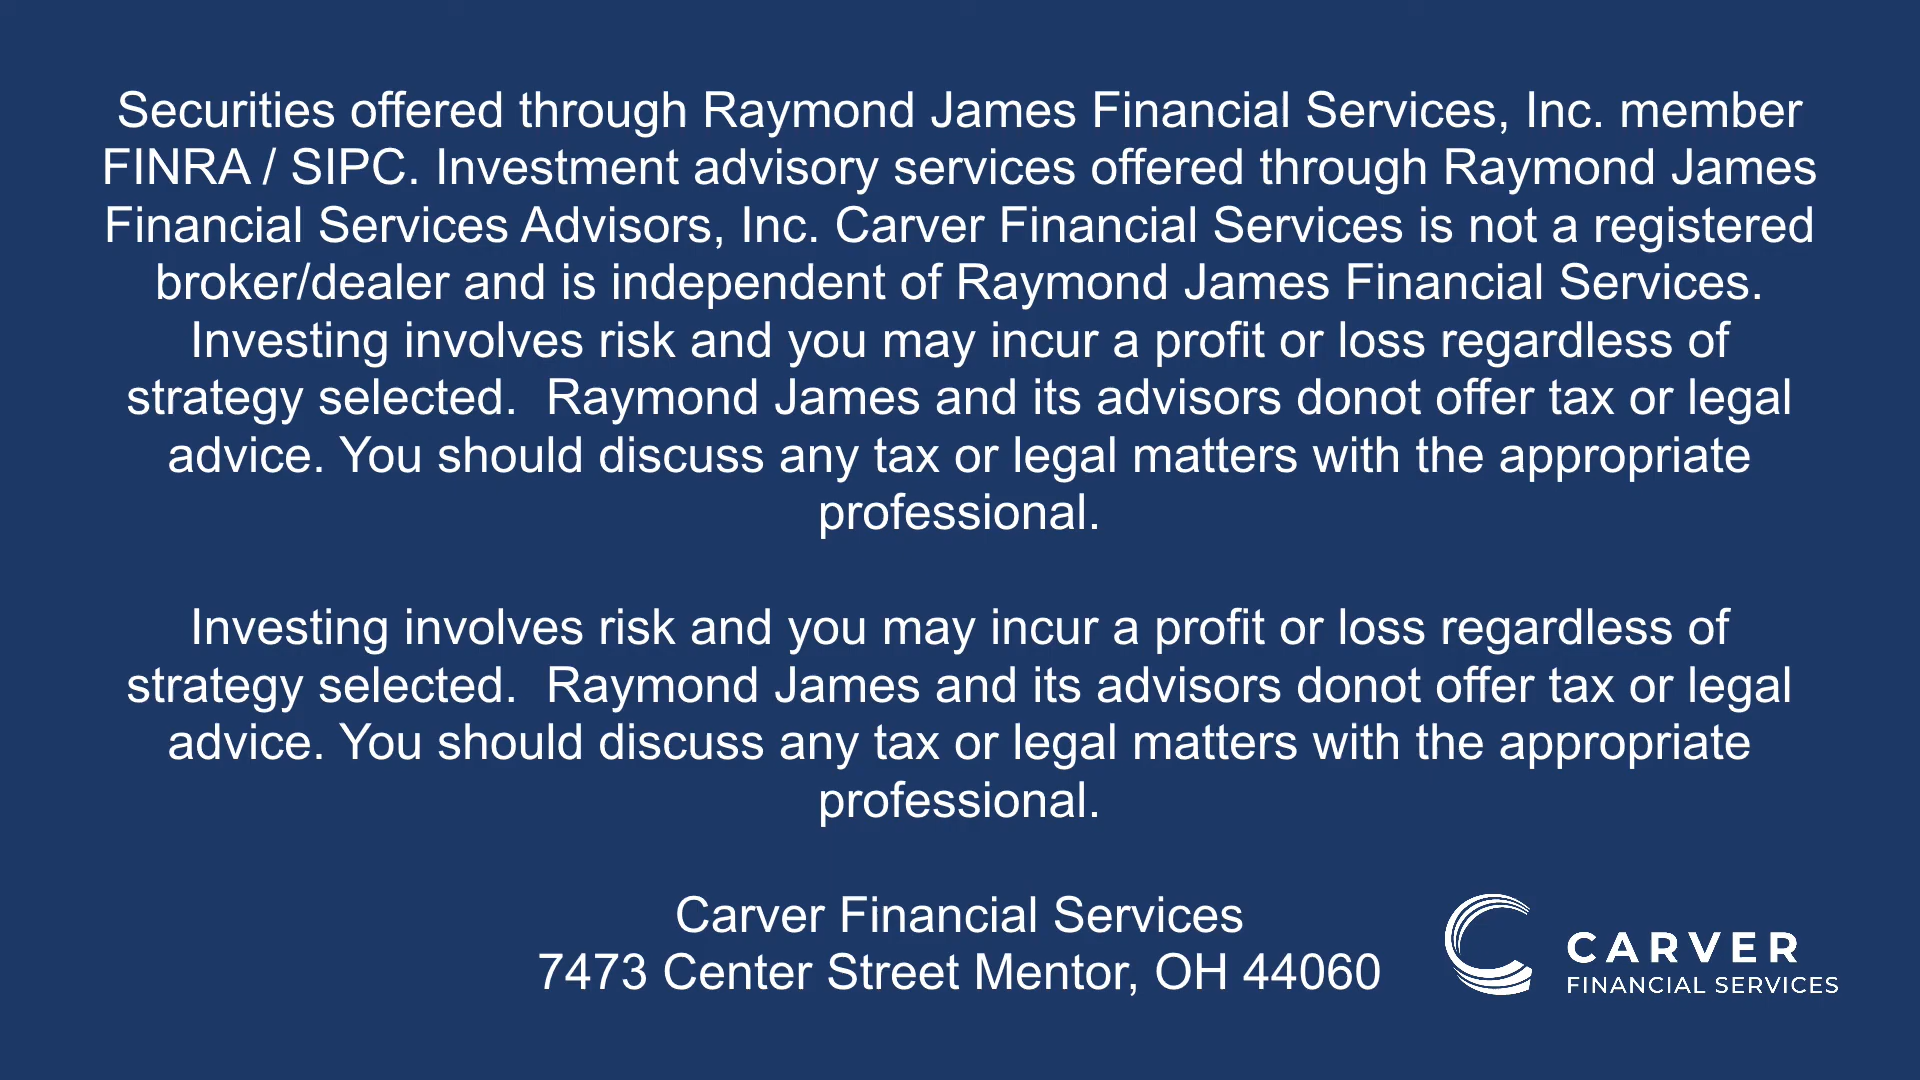 Securities offered through Raymond James Financial Services, Inc. member
FINRA / SIPC. Investment advisory services offered through Raymond James
Financial Services Advisors, Inc. Carver Financial Services is not a registered
broker/dealer and is independent of Raymond James Financial Services.
Investing involves risk and you may incur a profit or loss regardless of
strategy selected.  Raymond James and its advisors donot offer tax or legal
advice. You should discuss any tax or legal matters with the appropriate
professional.
Investing involves risk and you may incur a profit or loss regardless of
strategy selected.  Raymond James and its advisors donot offer tax or legal
advice. You should discuss any tax or legal matters with the appropriate
professional.
Carver Financial Services
7473 Center Street Mentor, OH 44060
CARVER
FINANCIAL SERVICES